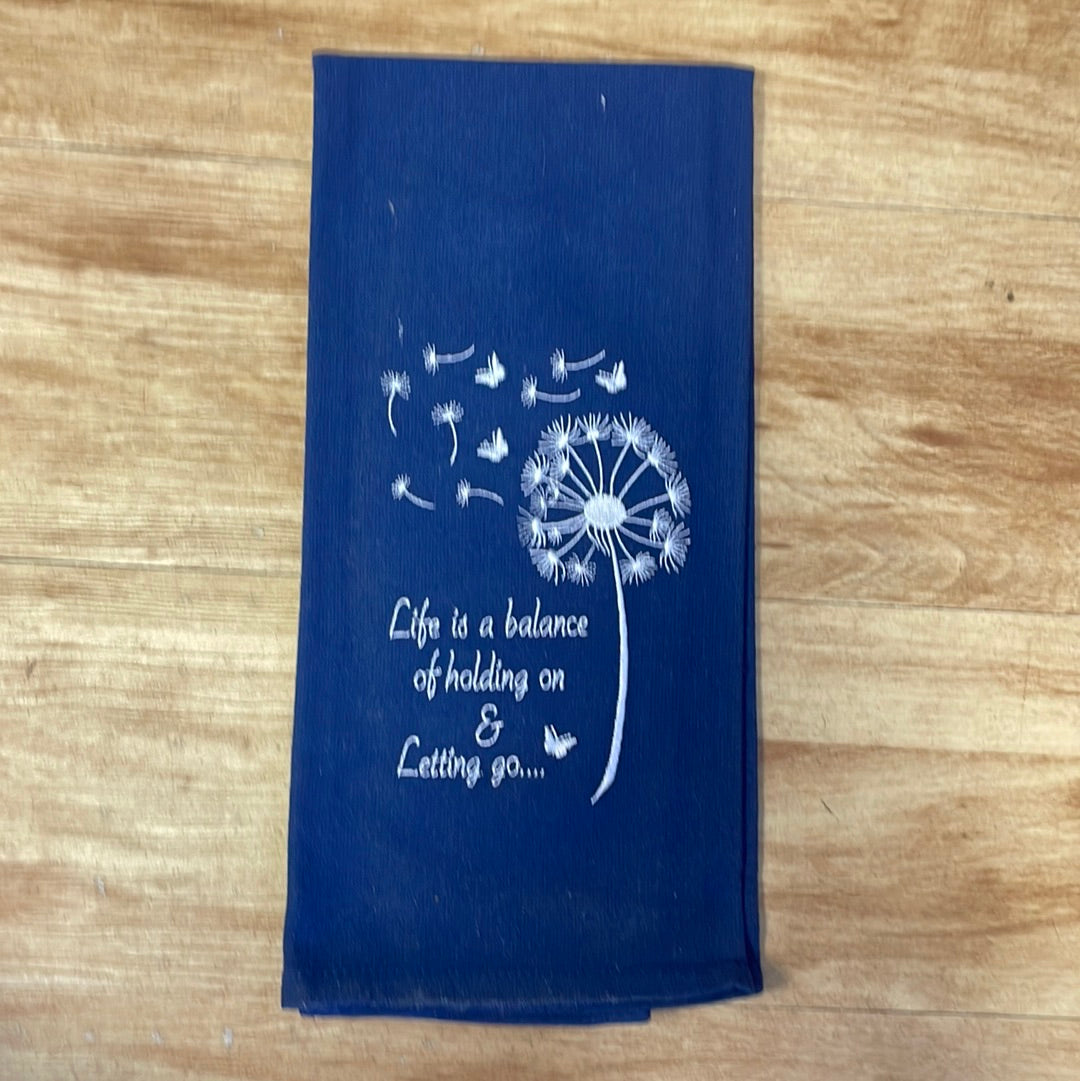 Life is a balance
of holding on
&
Letting go....